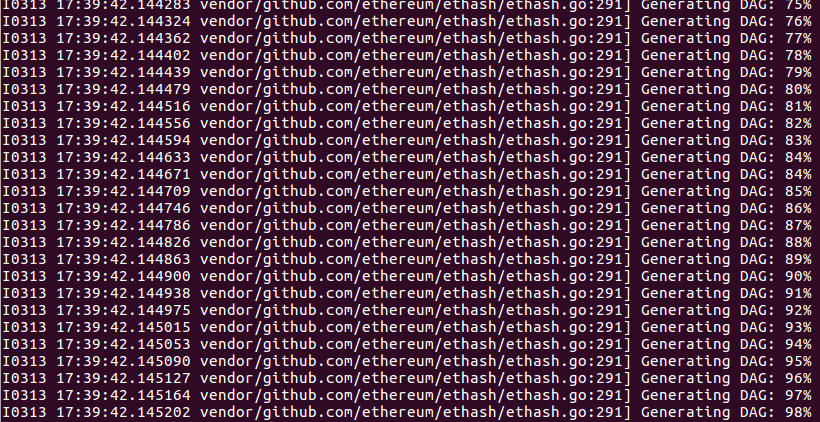 I0313 17:39:42.144283 vendor/github.com/ethereum/ethash/ethash.go:291] Generating DAG: 75%
I0313 17:39:42.144324 vendor/github.com/ethereum/ethash/ethash.go:291] Generating DAG: 76%
I0313 17:39:42.144362 vendor/github.com/ethereum/ethash/ethash.go:291] Generating DAG: 77%
I0313 17:39:42.144402 vendor/github.com/ethereum/ethash/ethash.go:291] Generating DAG: 78%
I0313 17:39:42.144439 vendor/github.com/ethereum/ethash/ethash.go:291] Generating DAG: 79%
I0313 17:39:42.144479 vendor/github.com/ethereum/ethash/ethash.go:291] Generating DAG: 80%
I0313 17:39:42.144516 vendor/github.com/ethereum/ethash/ethash.go:291] Generating DAG: 81%
I0313 17:39:42.144556 vendor/github.com/ethereum/ethash/ethash.go:291] Generating DAG: 82%
I0313 17:39:42.144594 vendor/github.com/ethereum/ethash/ethash.go:291] Generating DAG: 83%
I0313 17:39:42.144633 vendor/github.com/ethereum/ethash/ethash.go:291] Generating DAG: 84%
I0313 17:39:42.144671 vendor/github.com/ethereum/ethash/ethash.go:291] Generating DAG: 84%
I0313 17:39:42.144709 vendor/github.com/ethereum/ethash/ethash.go:291] Generating DAG: 85%
I0313 17:39:42.144746 vendor/github.com/ethereum/ethash/ethash.go:291] Generating DAG: 86%
I0313 17:39:42.144786 vendor/github.com/ethereum/ethash/ethash.go:291] Generating DAG: 87%
I0313 17:39:42.144826 vendor/github.com/ethereum/ethash/ethash.go:291] Generating DAG: 88%
I0313 17:39:42.144863 vendor/github.com/ethereum/ethash/ethash.go:291] Generating DAG: 89%
I0313 17:39:42.144900 vendor/github.com/ethereum/ethash/ethash.go:291] Generating DAG: 90%
I0313 17:39:42.144938 vendor/github.com/ethereum/ethash/ethash.go:291] Generating DAG: 91%
I0313 17:39:42.144975 vendor/github.com/ethereum/ethash/ethash.go:291] Generating DAG: 92%
I0313 17:39:42.145015 vendor/github.com/ethereum/ethash/ethash.go:291] Generating DAG: 93%
I0313 17:39:42.145053 vendor/github.com/ethereum/ethash/ethash.go:291] Generating DAG: 94%
I0313 17:39:42.145090 vendor/github.com/ethereum/ethash/ethash.go:291] Generating DAG: 95%
I0313 17:39:42.145127 vendor/github.com/ethereum/ethash/ethash.go:291] Generating DAG: 96%
I0313 17:39:42.145164 vendor/github.com/ethereum/ethash/ethash.go:291] Generating DAG: 97%
I0313 17:39:42.145202 vendor/github.com/ethereum/ethash/ethash.go:291] Generating DAG: 98%